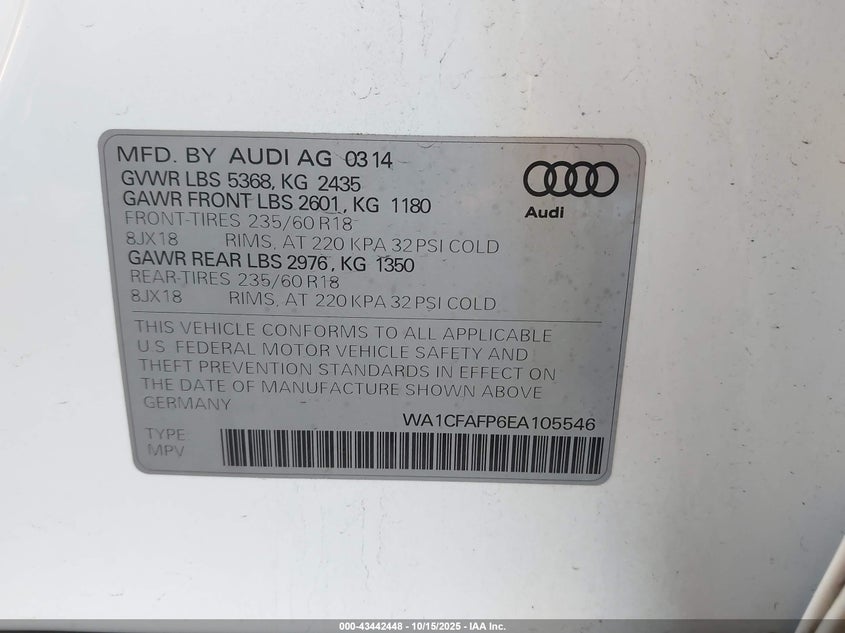 MFD. BY AUDI AG 0314
GVWR LBS 5368, KG 2435
GAWR FRONT LBS 2601, KG 1180
FRONT-TIRES 235/60 R18
8JX18 RIMS, AT 220 KPA 32 PSI COLD
GAWR REAR LBS 2976, KG 1350
REAR-TIRES 235/60 R18
8JX18 RIMS, AT 220 KPA 32 PSI COLD
Audi
THIS VEHICLE CONFORMS TO ALL APPLICABLE
U.S. FEDERAL MOTOR VEHICLE SAFETY AND
THEFT PREVENTION STANDARDS IN EFFECT ON
THE DATE OF MANUFACTURE SHOWN ABOVE
GERMANY
WA1CFAFP6EA105546
TYPE:
MPV
000-43442448 - 10/15/2025 - IAA Inc.